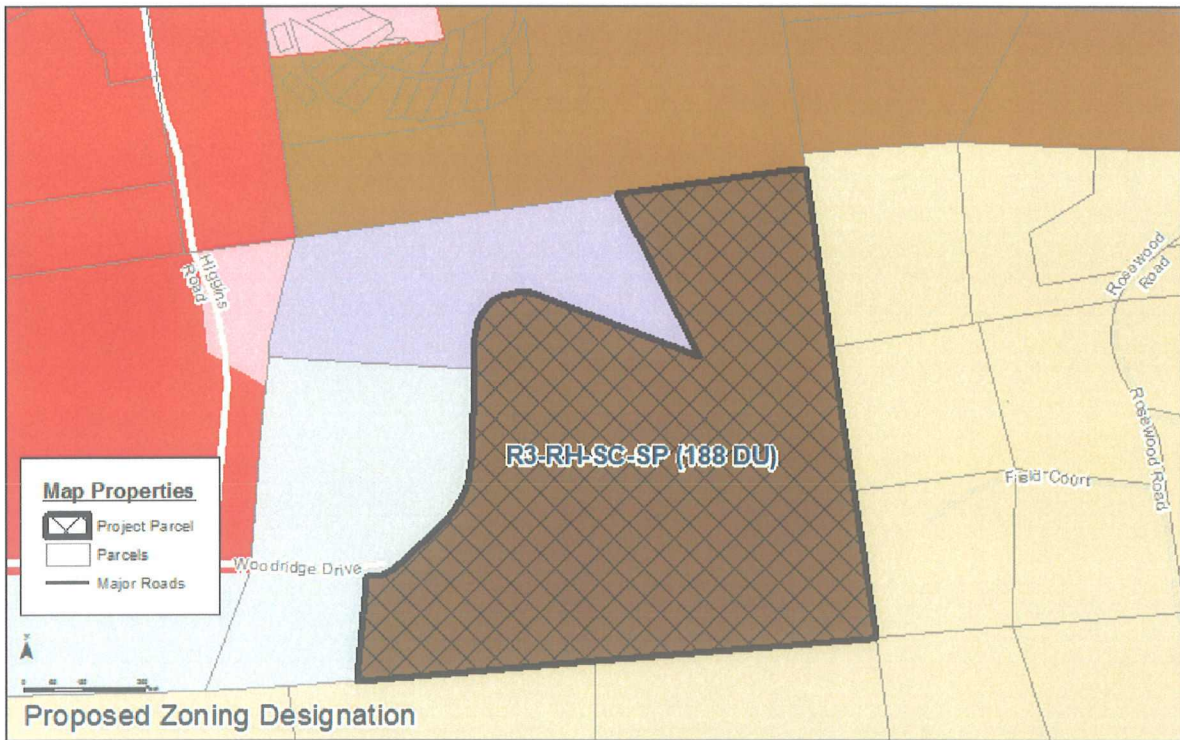 Higgins
Road
Rosewood
Road
Rosewood Road
R3-RH-SC-SP (188 DU)
Field Court
Woodridge Drive
Map Properties
Project Parcel
Parcels
Major Roads
Proposed Zoning Designation